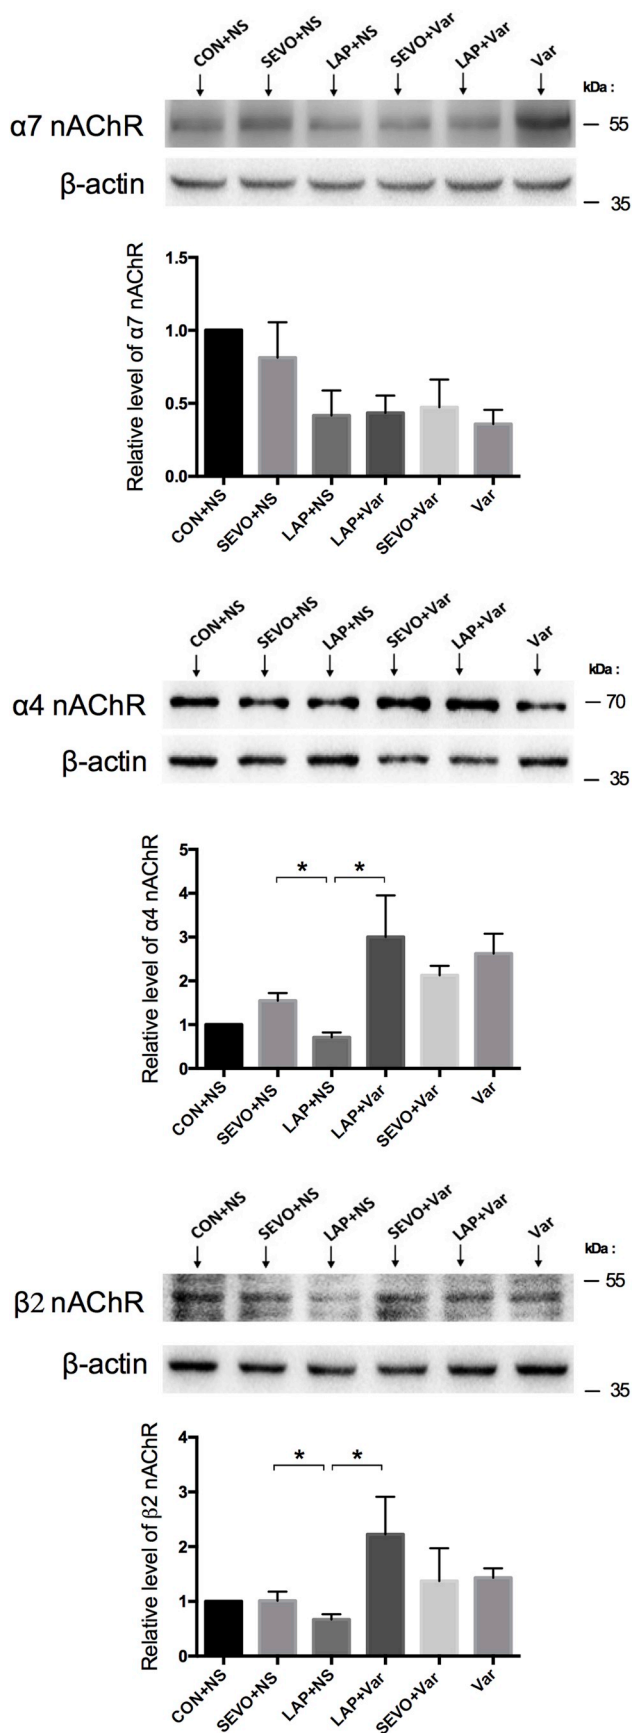 CON+NS SEVO+NS LAP+NS SEVO+Var LAP+Var Var
kDa :
α7 nAChR
55
β-actin
35
Relative level of α7 nAChR
1.5
1.0
0.5
0.0
CON+NS SEVO+NS LAP+NS LAP+Var SEVO+Var Var
CON+NS SEVO+NS LAP+NS SEVO+Var LAP+Var Var
kDa :
α4 nAChR
70
β-actin
35
Relative level of α4 nAChR
5
* *
4
3
2
1
0
CON+NS SEVO+NS LAP+NS LAP+Var SEVO+Var Var
CON+NS SEVO+NS LAP+NS SEVO+Var LAP+Var Var
kDa :
55
β2 nAChR
β-actin
35
Relative level of β2 nAChR
4
* *
3
2
1
0
CON+NS SEVO+NS LAP+NS LAP+Var SEVO+Var Var